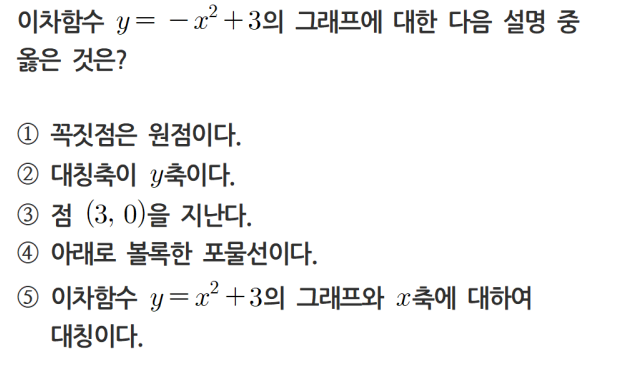 이차함수 y = -x² + 3의 그래프에 대한 다음 설명 중
옳은 것은?
① 꼭짓점은 원점이다.
② 대칭축이 y축이다.
③ 점 (3, 0)을 지난다.
④ 아래로 볼록한 포물선이다.
⑤ 이차함수 y = x² + 3의 그래프와 x축에 대하여
대칭이다.